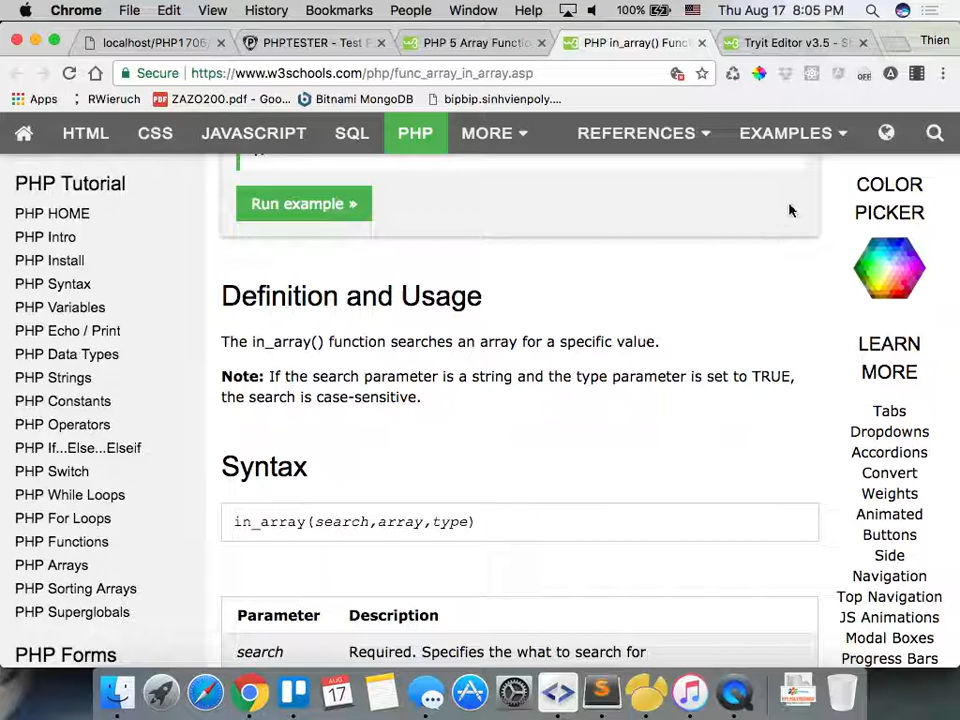 Chrome File Edit View History Bookmarks People Window Help 100% Thu Aug 17 8:05 PM
localhost/PHP1706 PHPTESTER - Test P PHP 5 Array Functio PHP in_array() Func Tryit Editor v3.5 - Sh Thien
Secure https://www.w3schools.com/php/func_array_in_array.asp
Apps RWieruch ZAZO200.pdf - Goo... Bitnami MongoDB bipbip.sinhvienpoly....
HTML CSS JAVASCRIPT SQL PHP MORE REFERENCES EXAMPLES
PHP Tutorial
PHP HOME
PHP Intro
PHP Install
PHP Syntax
PHP Variables
PHP Echo / Print
PHP Data Types
PHP Strings
PHP Constants
PHP Operators
PHP If...Else...Elseif
PHP Switch
PHP While Loops
PHP For Loops
PHP Functions
PHP Arrays
PHP Sorting Arrays
PHP Superglobals
PHP Forms
Run example »
Definition and Usage
The in_array() function searches an array for a specific value.
Note: If the search parameter is a string and the type parameter is set to TRUE,
the search is case-sensitive.
Syntax
in_array(search,array,type)
Parameter Description
search Required. Specifies the what to search for
COLOR
PICKER
LEARN
MORE
Tabs
Dropdowns
Accordions
Convert
Weights
Animated
Buttons
Side
Navigation
Top Navigation
JS Animations
Modal Boxes
Progress Bars
AUG
17